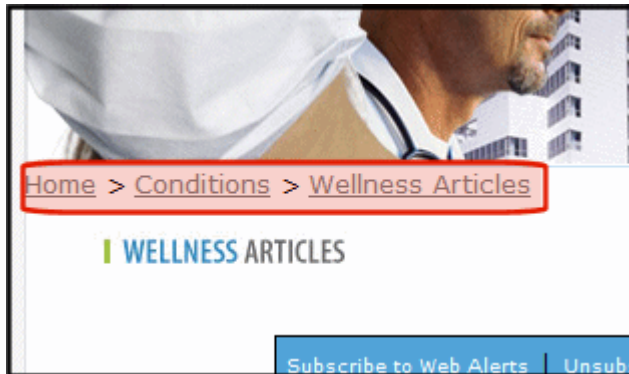 Home > Conditions > Wellness Articles
WELLNESS ARTICLES
Subscribe to Web Alerts | Unsub